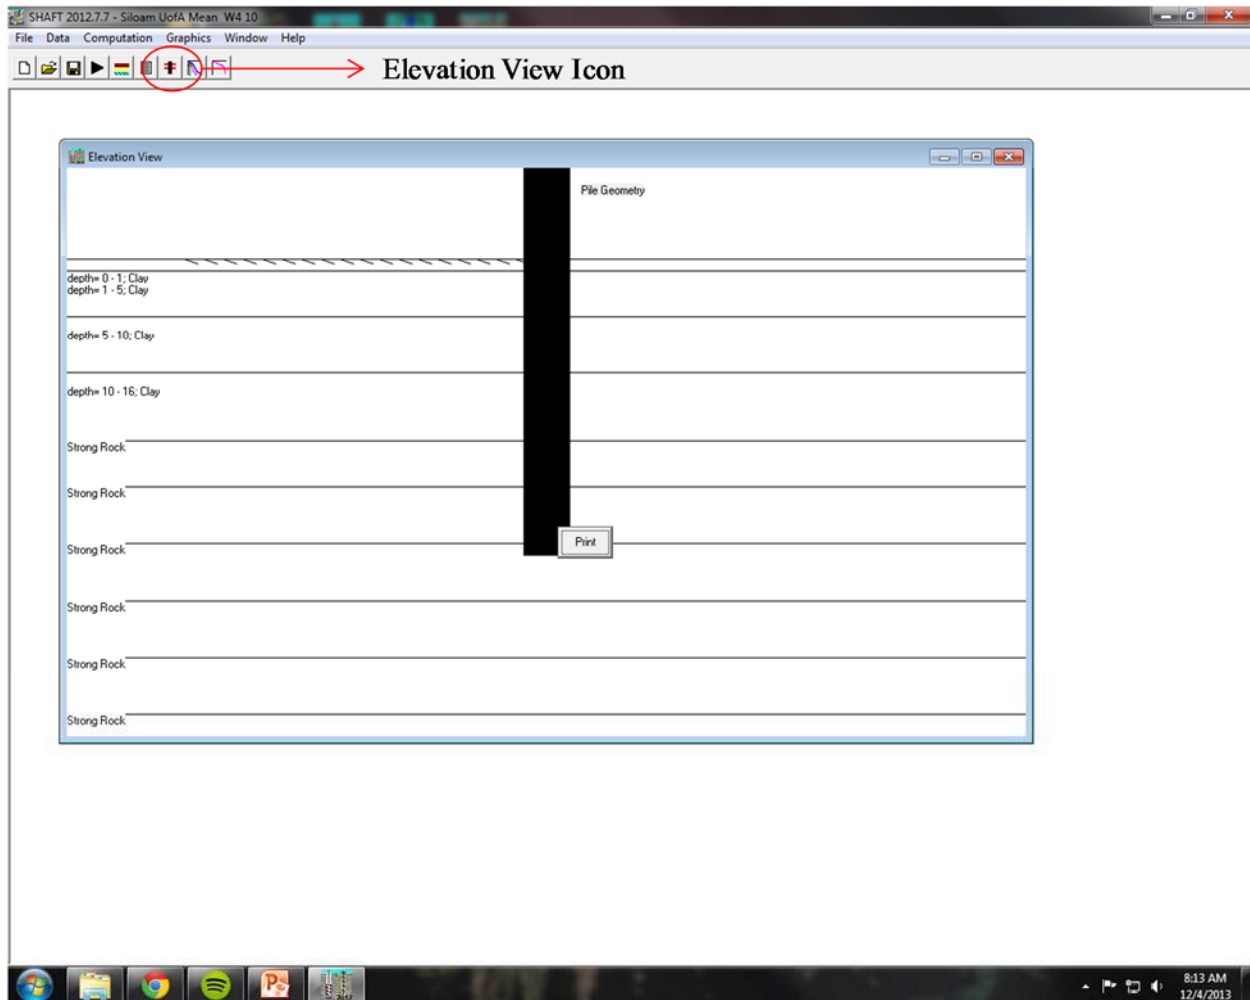 SHAFT 2012.7.7 - Siloam UofA Mean W4 10
File Data Computation Graphics Window Help
Elevation View Icon
Elevation View
Pile Geometry
depth= 0 - 1; Clay
depth= 1 - 5; Clay
depth= 5 - 10; Clay
depth= 10 - 16; Clay
Strong Rock
Strong Rock
Strong Rock
Print
Strong Rock
Strong Rock
Strong Rock
8:13 AM
12/4/2013